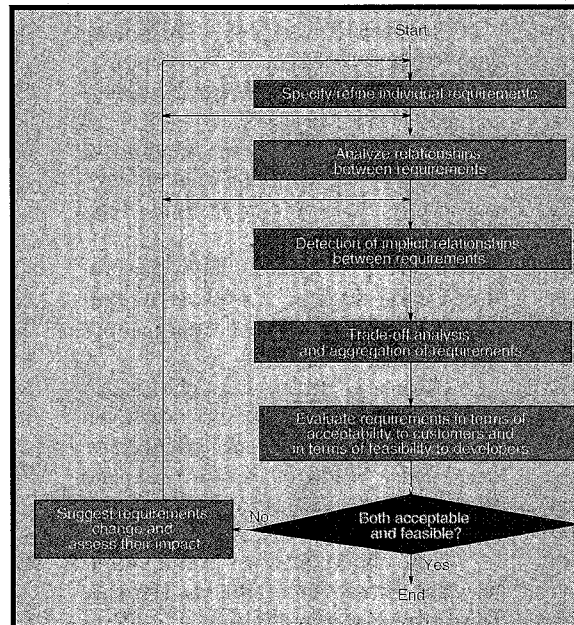 Start
Specify/refine individual requirements
Analyze relationships
between requirements
Detection of implicit relationships
between requirements
Trade-off analysis
and aggregation of requirements
Evaluate requirements in terms of
acceptability to customers and
in terms of feasibility to developers
Suggest requirements
change and
assess their impact
No
Both acceptable
and feasible?
Yes
End